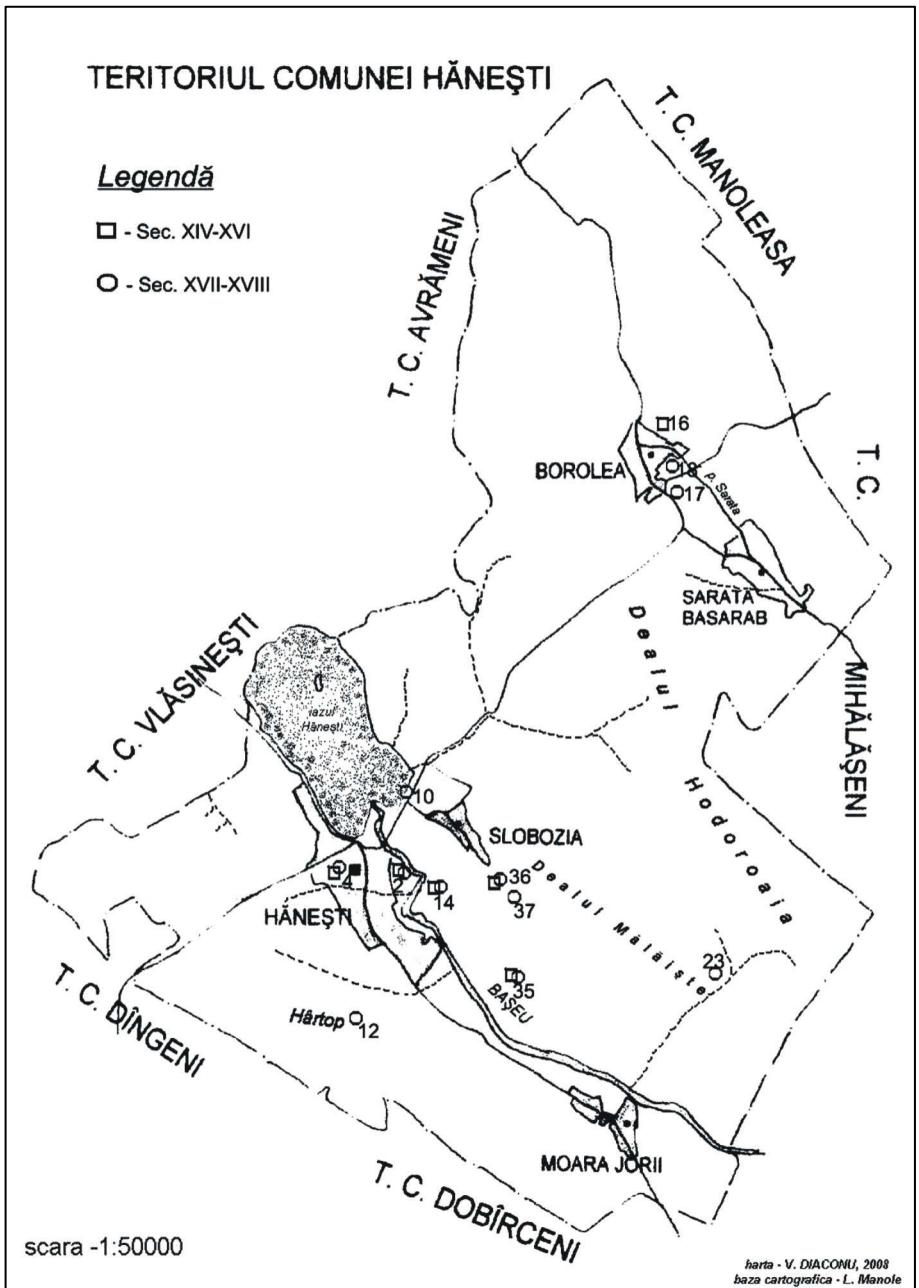 TERITORIUL COMUNEI HĂNEŞTI
Legendă
- Sec. XIV-XVI
- Sec. XVII-XVIII
T. C. MANOLEASA
T. C. AVRĂMENI
T. C.
MIHĂLĂŞENI
16
BOROLEA
18
17
p. Sarata
SARATA
BASARAB
Dealul
Hodoroaia
T. C. VLĂSINEŞTI
Iazul
Hăneşti
10
SLOBOZIA
4
2
14
36
37
HĂNEŞTI
Dealul Mălăişte
23
35
BAŞEU
Hârtop
12
T. C. DÎNGENI
MOARA JORII
T. C. DOBÎRCENI
scara -1:50000
harta - V. DIACONU, 2008
baza cartografica - L. Manole